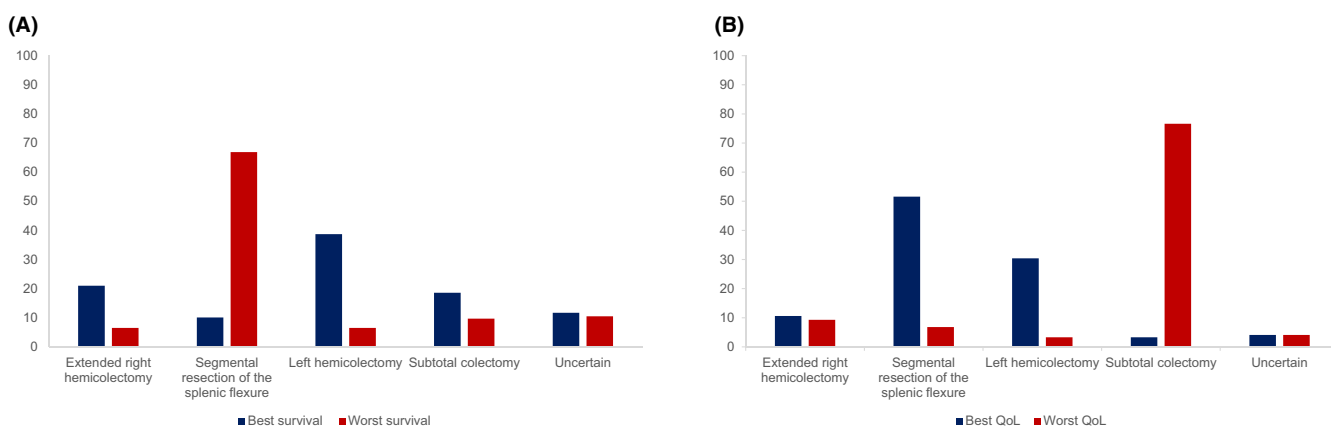 (A)
100
90
80
70
60
50
40
30
20
10
0
Extended right
hemicolectomy
Segmental
resection of the
splenic flexure
Left hemicolectomy
Subtotal colectomy
Uncertain
Best survival
Worst survival
(B)
100
90
80
70
60
50
40
30
20
10
0
Extended right
hemicolectomy
Segmental
resection of the
splenic flexure
Left hemicolectomy
Subtotal colectomy
Uncertain
Best QoL
Worst QoL